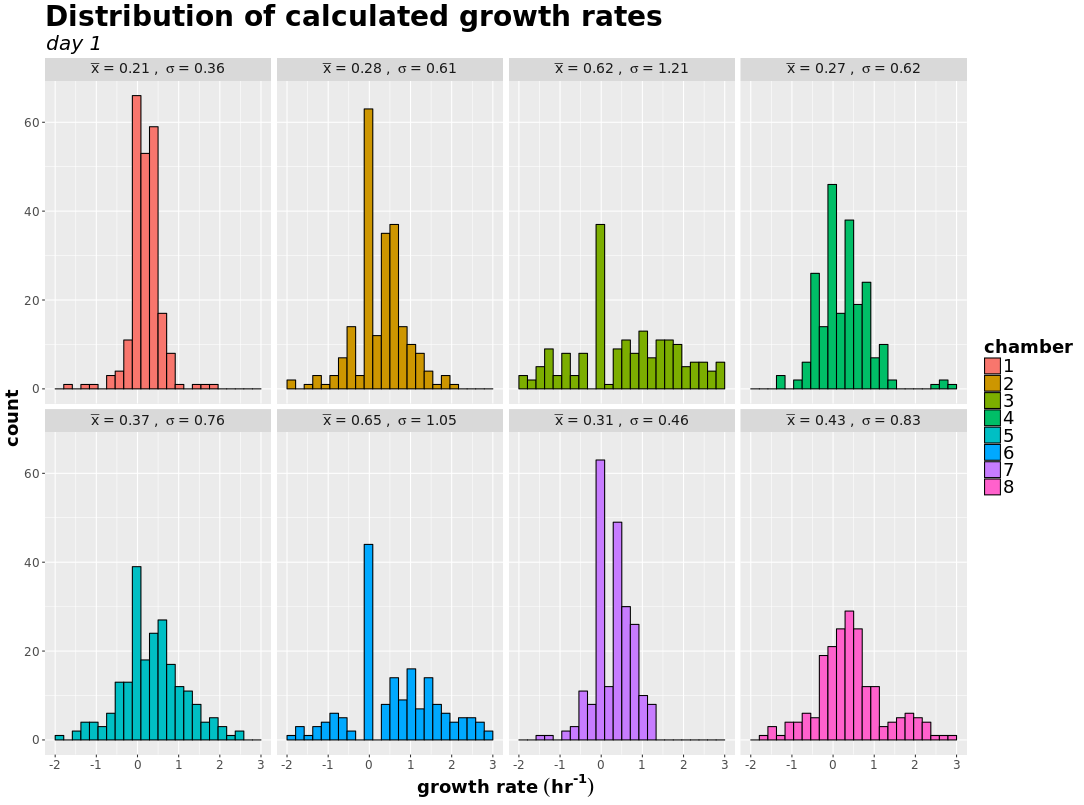 Distribution of calculated growth rates
day 1
x̅ = 0.21 , σ = 0.36
x̅ = 0.28 , σ = 0.61
x̅ = 0.62 , σ = 1.21
x̅ = 0.27 , σ = 0.62
60
40
20
0
x̅ = 0.37 , σ = 0.76
x̅ = 0.65 , σ = 1.05
x̅ = 0.31 , σ = 0.46
x̅ = 0.43 , σ = 0.83
60
40
20
0
-2 -1 0 1 2 3
-2 -1 0 1 2 3
-2 -1 0 1 2 3
-2 -1 0 1 2 3
count
growth rate (hr⁻¹)
chamber
1
2
3
4
5
6
7
8